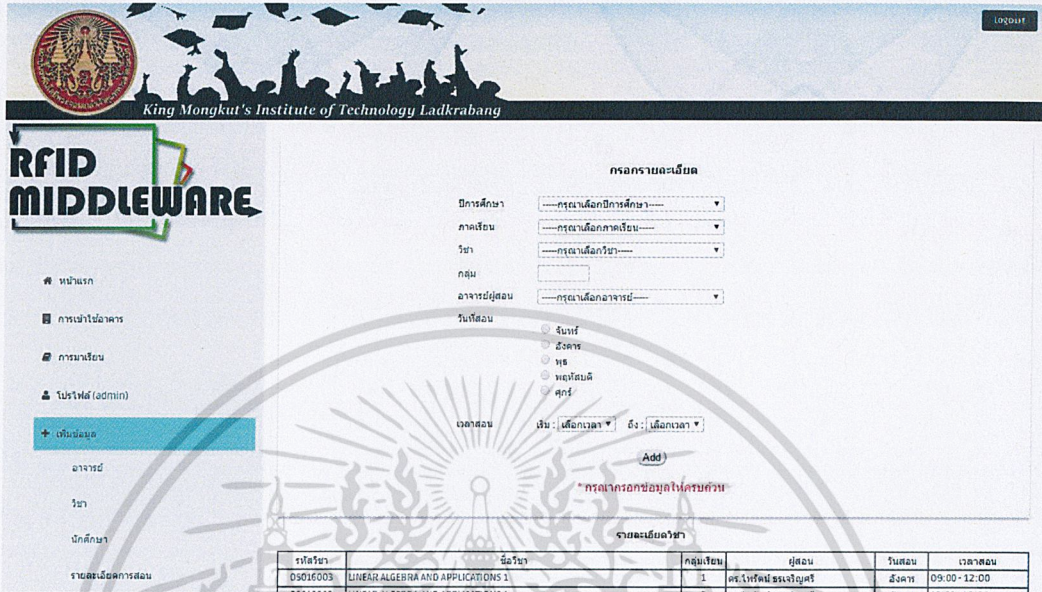 Logout
King Mongkut's Institute of Technology Ladkrabang
RFID
MIDDLEWARE
หน้าแรก
การเข้าใช้อาคาร
การมาเรียน
โปรไฟล์ (admin)
เพิ่มข้อมูล
อาจารย์
วิชา
นักศึกษา
รายละเอียดการสอน
กรอกรายละเอียด
ปีการศึกษา -----กรุณาเลือกปีการศึกษา-----
ภาคเรียน -----กรุณาเลือกภาคเรียน-----
วิชา -----กรุณาเลือกวิชา-----
กลุ่ม
อาจารย์ผู้สอน -----กรุณาเลือกอาจารย์-----
วันที่สอน
จันทร์
อังคาร
พุธ
พฤหัสบดี
ศุกร์
เวลาสอน เริ่ม : เลือกเวลา ถึง : เลือกเวลา
Add
* กรุณากรอกข้อมูลให้ครบถ้วน
รายละเอียดวิชา
รหัสวิชา ชื่อวิชา กลุ่มเรียน ผู้สอน วันสอน เวลาสอน
05016003 LINEAR ALGEBRA AND APPLICATIONS 1 1 ดร.ไพรัตน์ ธรเจริญศรี อังคาร 09:00 - 12:00